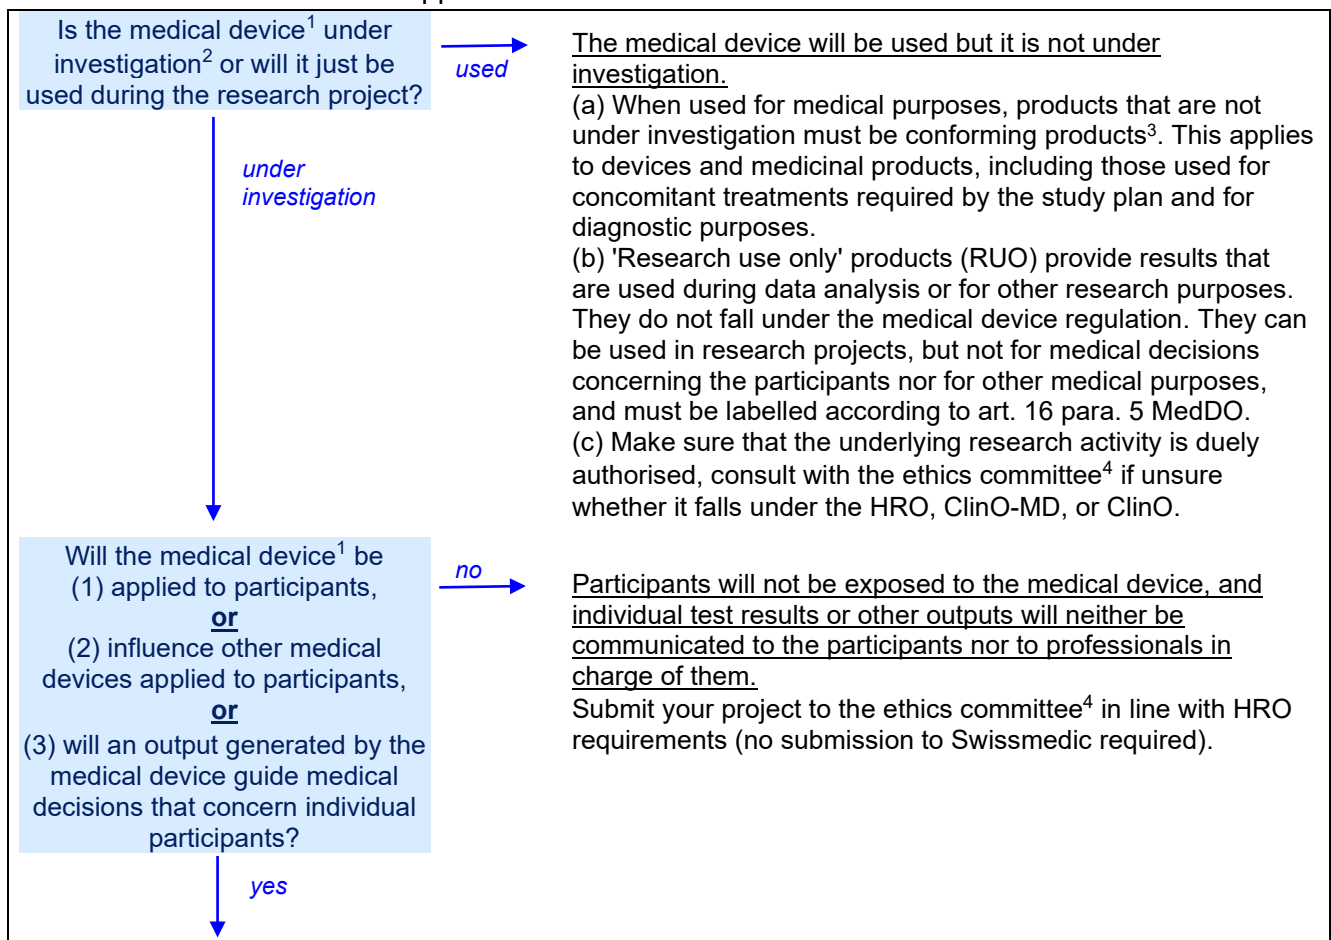 Is the medical device¹ under
investigation² or will it just be
used during the research project?
used
The medical device will be used but it is not under
investigation.
(a) When used for medical purposes, products that are not
under investigation must be conforming products³. This applies
to devices and medicinal products, including those used for
concomitant treatments required by the study plan and for
diagnostic purposes.
(b) 'Research use only' products (RUO) provide results that
are used during data analysis or for other research purposes.
They do not fall under the medical device regulation. They can
be used in research projects, but not for medical decisions
concerning the participants nor for other medical purposes,
and must be labelled according to art. 16 para. 5 MedDO.
(c) Make sure that the underlying research activity is duely
authorised, consult with the ethics committee⁴ if unsure
whether it falls under the HRO, ClinO-MD, or ClinO.
under
investigation
Will the medical device¹ be
(1) applied to participants,
or
(2) influence other medical
devices applied to participants,
or
(3) will an output generated by the
medical device guide medical
decisions that concern individual
participants?
no
Participants will not be exposed to the medical device, and
individual test results or other outputs will neither be
communicated to the participants nor to professionals in
charge of them.
Submit your project to the ethics committee⁴ in line with HRO
requirements (no submission to Swissmedic required).
yes